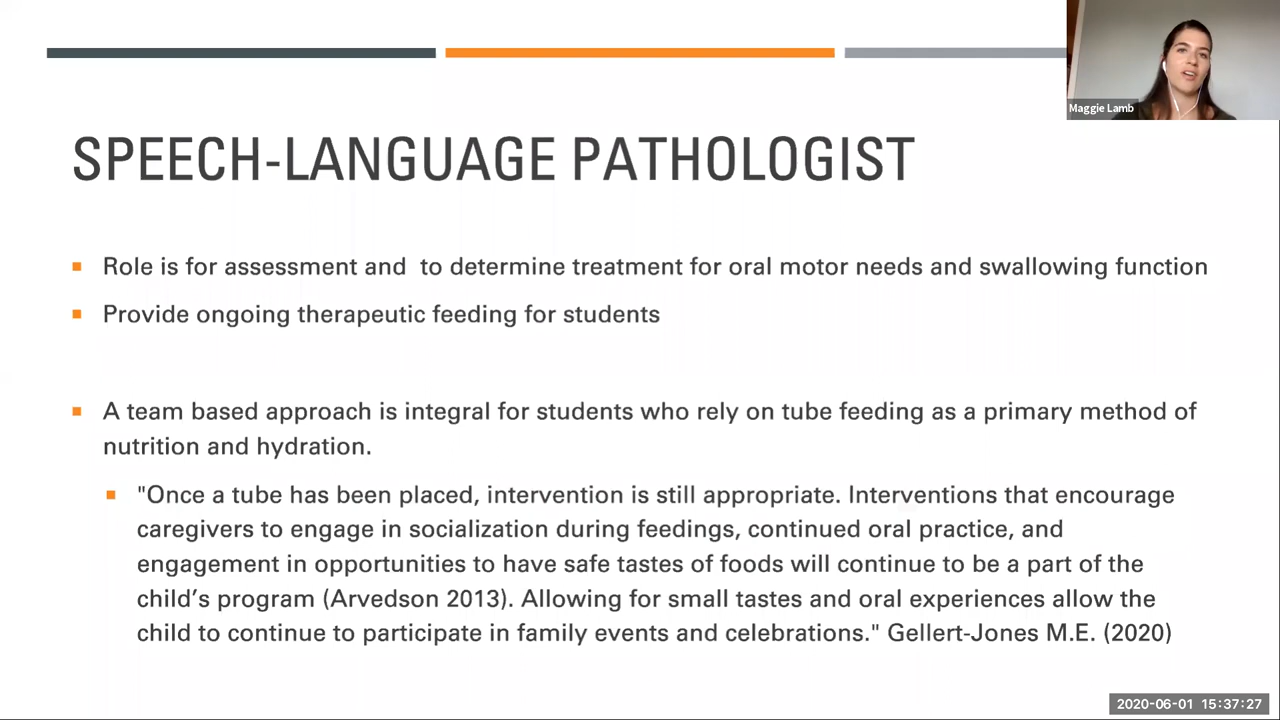 Maggie Lamb
SPEECH-LANGUAGE PATHOLOGIST
Role is for assessment and  to determine treatment for oral motor needs and swallowing function
Provide ongoing therapeutic feeding for students
A team based approach is integral for students who rely on tube feeding as a primary method of
nutrition and hydration.
"Once a tube has been placed, intervention is still appropriate. Interventions that encourage
caregivers to engage in socialization during feedings, continued oral practice, and
engagement in opportunities to have safe tastes of foods will continue to be a part of the
child’s program (Arvedson 2013). Allowing for small tastes and oral experiences allow the
child to continue to participate in family events and celebrations." Gellert-Jones M.E. (2020)
2020-06-01 15:37:27